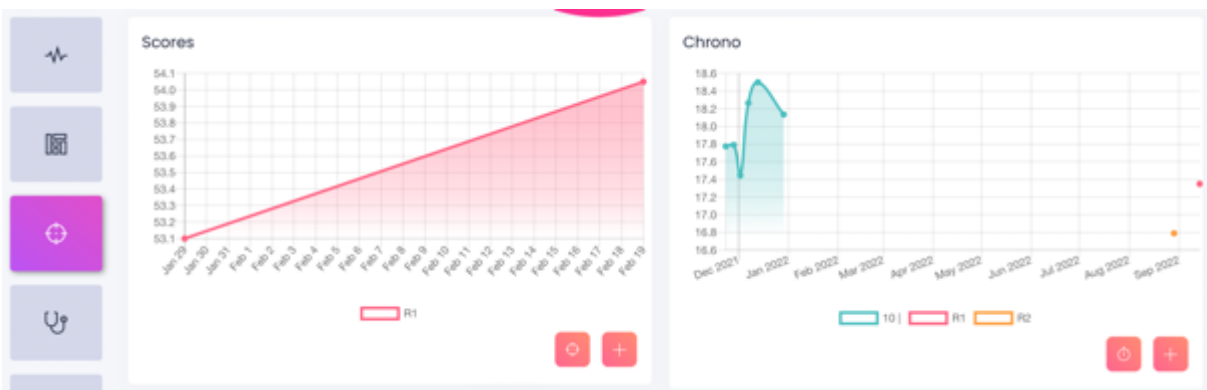 Scores
54.1
54.0
53.9
53.8
53.7
53.6
53.5
53.4
53.3
53.2
53.1
Jan 29
Jan 30
Jan 31
Feb 1
Feb 2
Feb 3
Feb 4
Feb 5
Feb 6
Feb 7
Feb 8
Feb 9
Feb 10
Feb 11
Feb 12
Feb 13
Feb 14
Feb 15
Feb 16
Feb 17
Feb 18
Feb 19
R1
Chrono
18.6
18.4
18.2
18.0
17.8
17.6
17.4
17.2
17.0
16.8
16.6
Dec 2021
Jan 2022
Feb 2022
Mar 2022
Apr 2022
May 2022
Jun 2022
Jul 2022
Aug 2022
Sep 2022
10 | R1 R2